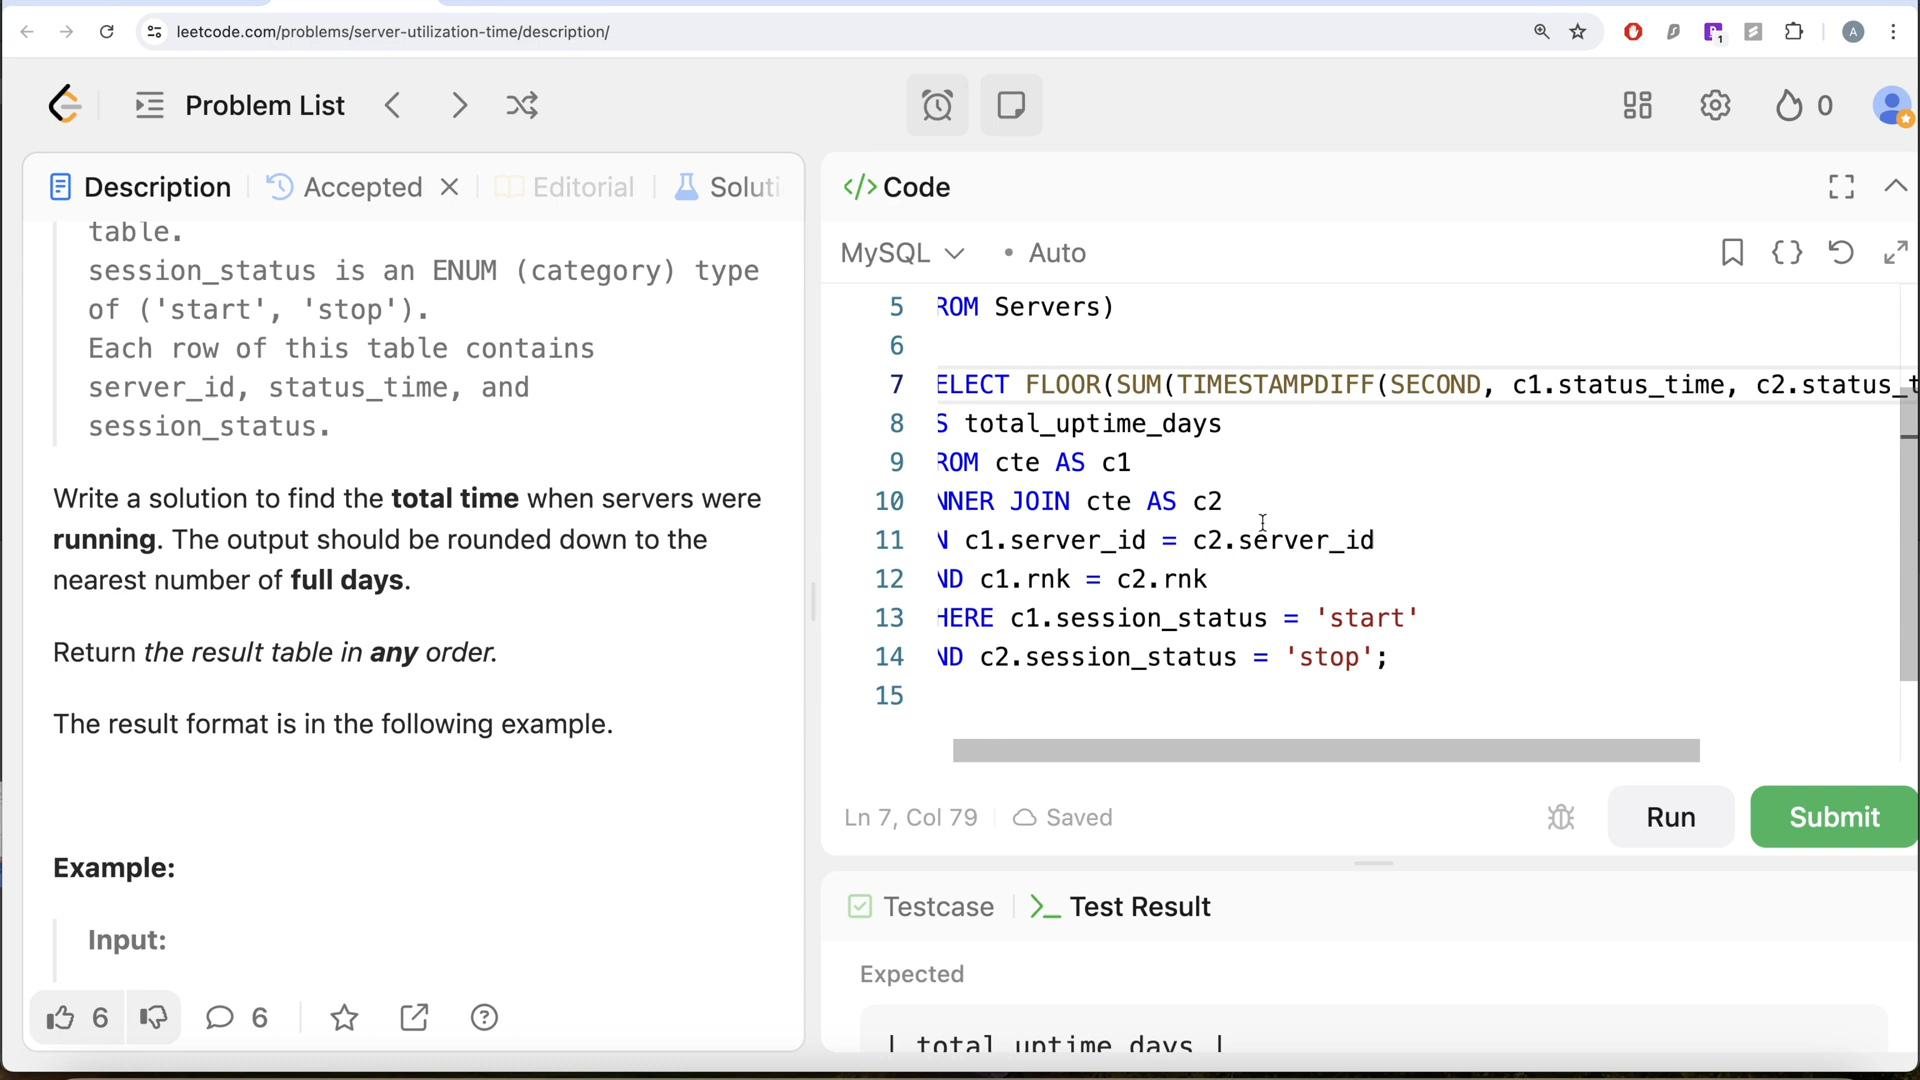 leetcode.com/problems/server-utilization-time/description/
1
A
Problem List
0
Description
Accepted
Editorial
Soluti
table.
session_status is an ENUM (category) type
of ('start', 'stop').
Each row of this table contains
server_id, status_time, and
session_status.
Write a solution to find the total time when servers were
running. The output should be rounded down to the
nearest number of full days.
Return the result table in any order.
The result format is in the following example.
Example:
Input:
6
6
</> Code
MySQL
• Auto
5 ROM Servers)
6
7 ELECT FLOOR(SUM(TIMESTAMPDIFF(SECOND, c1.status_time, c2.status_t
8 S total_uptime_days
9 ROM cte AS c1
10 NNER JOIN cte AS c2
11 N c1.server_id = c2.server_id
12 ND c1.rnk = c2.rnk
13 HERE c1.session_status = 'start'
14 ND c2.session_status = 'stop';
15
Ln 7, Col 79
Saved
Run
Submit
Testcase
Test Result
Expected
| total_uptime_days |